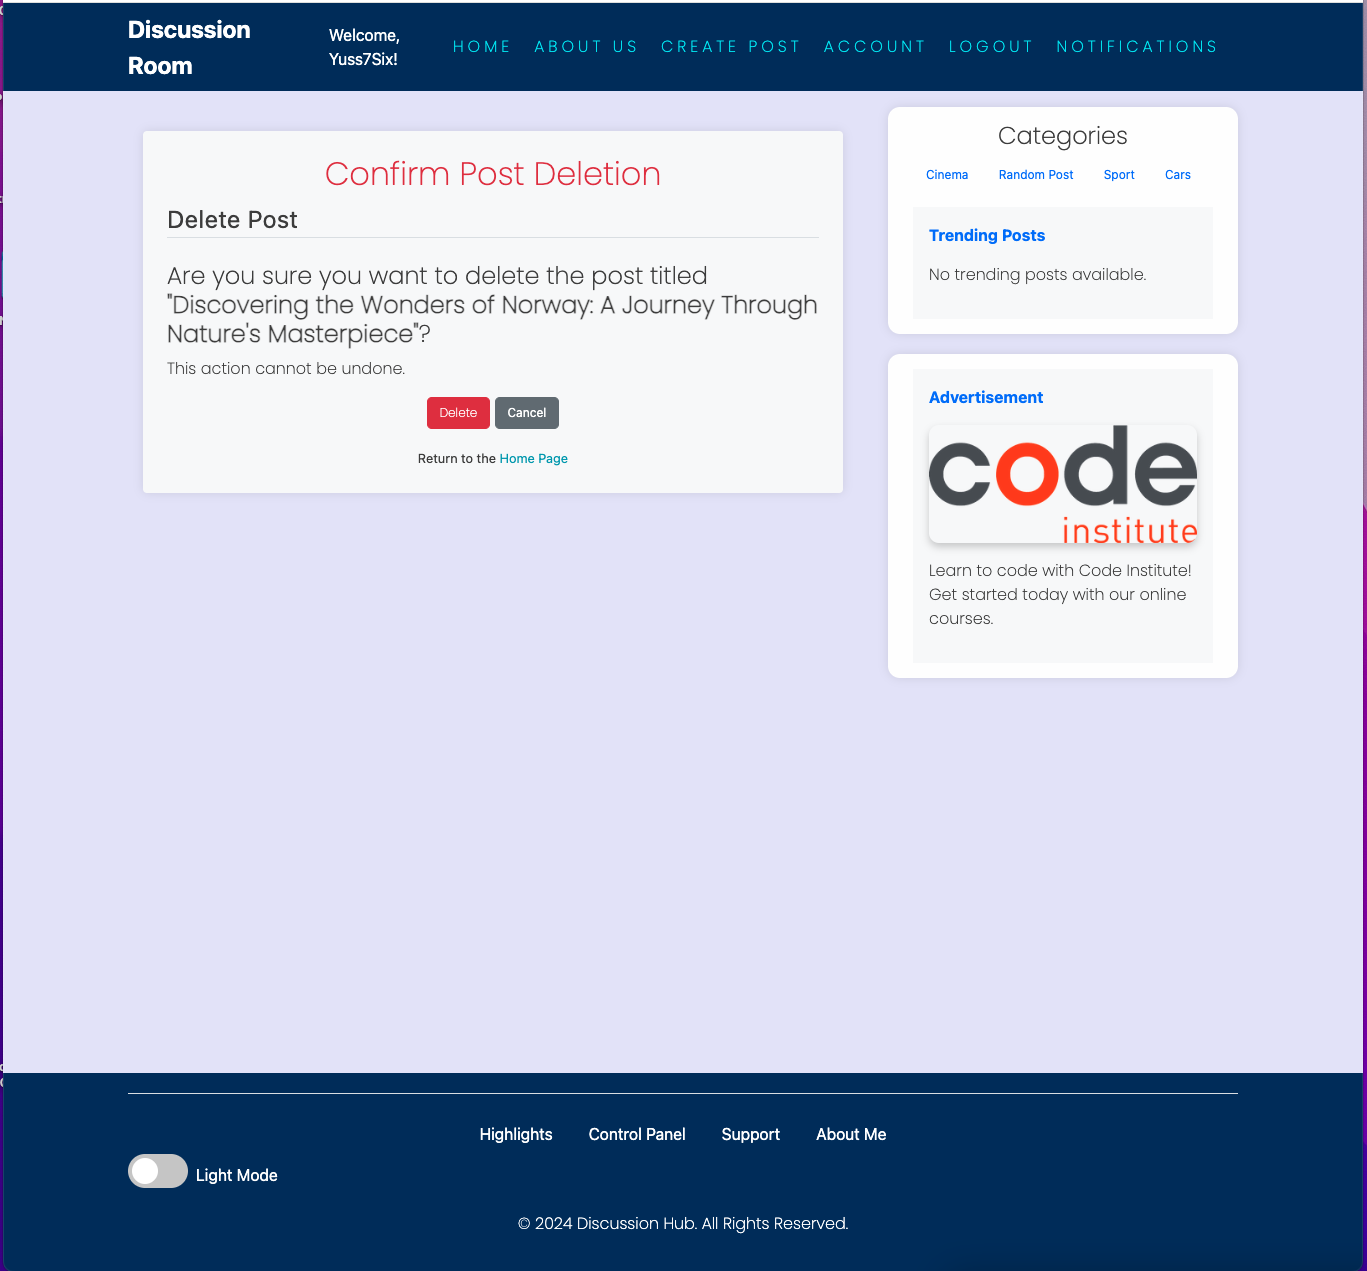 Discussion
Room
Welcome,
Yuss7Six!
HOME ABOUT US CREATE POST ACCOUNT LOGOUT NOTIFICATIONS
Confirm Post Deletion
Delete Post
Are you sure you want to delete the post titled
"Discovering the Wonders of Norway: A Journey Through
Nature's Masterpiece"?
This action cannot be undone.
Delete Cancel
Return to the Home Page
Categories
Cinema Random Post Sport Cars
Trending Posts
No trending posts available.
Advertisement
code
institute
Learn to code with Code Institute!
Get started today with our online
courses.
Highlights Control Panel Support About Me
Light Mode
© 2024 Discussion Hub. All Rights Reserved.